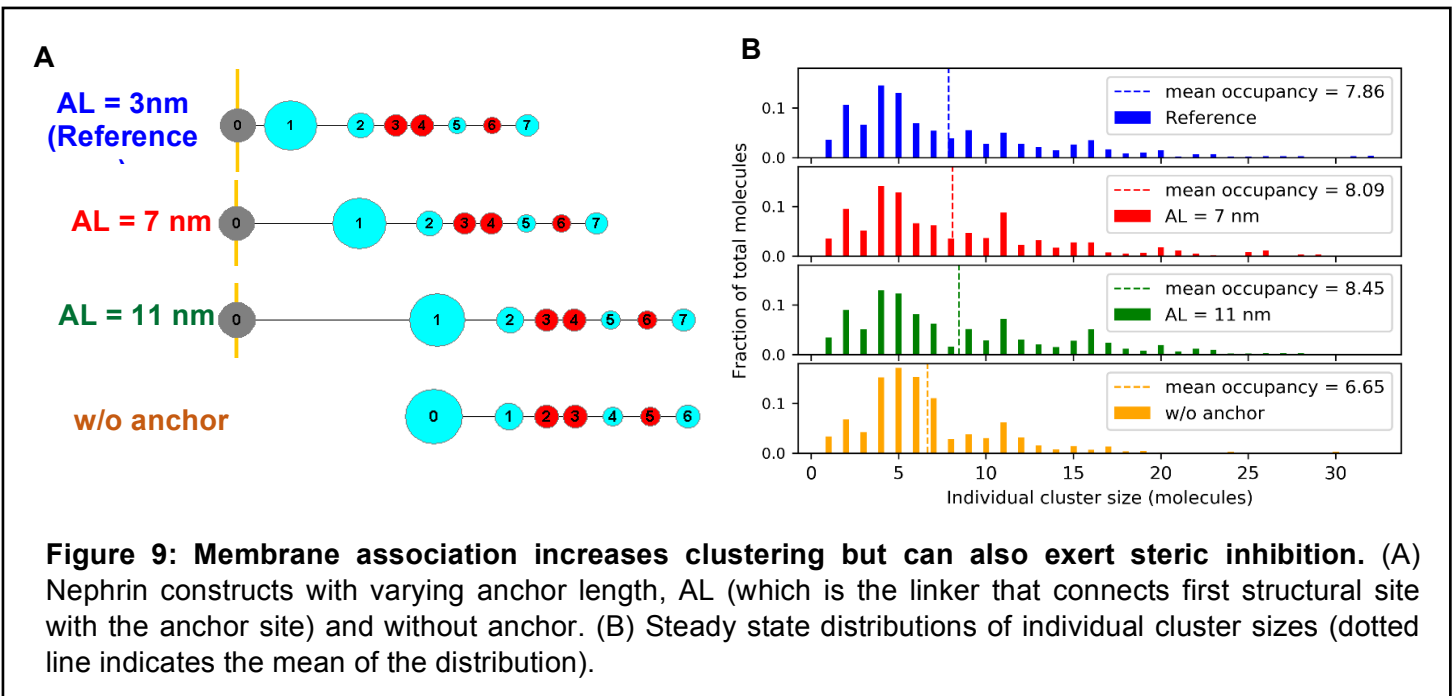 A
AL = 3nm
(Reference
0 1 2 3 4 5 6 7
AL = 7 nm
0 1 2 3 4 5 6 7
AL = 11 nm
0 1 2 3 4 5 6 7
w/o anchor
0 1 2 3 4 5 6
B
Fraction of total molecules
0.1
0.0
mean occupancy = 7.86
Reference
0.1
0.0
mean occupancy = 8.09
AL = 7 nm
0.1
0.0
mean occupancy = 8.45
AL = 11 nm
0.1
0.0
mean occupancy = 6.65
w/o anchor
0 5 10 15 20 25 30
Individual cluster size (molecules)
Figure 9: Membrane association increases clustering but can also exert steric inhibition. (A)
Nephrin constructs with varying anchor length, AL (which is the linker that connects first structural site
with the anchor site) and without anchor. (B) Steady state distributions of individual cluster sizes (dotted
line indicates the mean of the distribution).